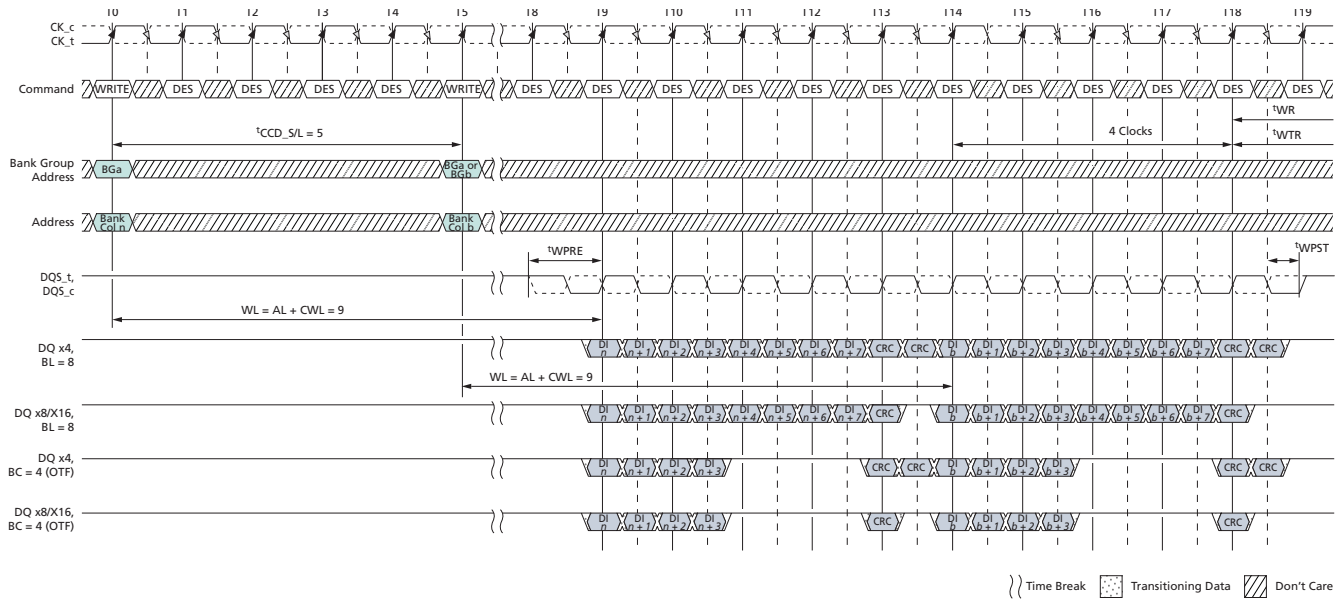 T0 T1 T2 T3 T4 T5 T8 T9 T10 T11 T12 T13 T14 T15 T16 T17 T18 T19
CK_c
CK_t
Command WRITE DES DES DES DES WRITE DES DES DES DES DES DES DES DES DES DES DES DES
tWR
tCCD_S/L = 5 4 Clocks tWTR
Bank Group
Address
BGa
BGa or
BGb
Address
Bank
Col n
Bank
Col b
tWPRE tWPST
DQS_t,
DQS_c
WL = AL + CWL = 9
DQ x4,
BL = 8
DI n DI n + 1 DI n + 2 DI n + 3 DI n + 4 DI n + 5 DI n + 6 DI n + 7 CRC CRC DI b DI b + 1 DI b + 2 DI b + 3 DI b + 4 DI b + 5 DI b + 6 DI b + 7 CRC CRC
WL = AL + CWL = 9
DQ x8/X16,
BL = 8
DI n DI n + 1 DI n + 2 DI n + 3 DI n + 4 DI n + 5 DI n + 6 DI n + 7 CRC DI b DI b + 1 DI b + 2 DI b + 3 DI b + 4 DI b + 5 DI b + 6 DI b + 7 CRC
DQ x4,
BC = 4 (OTF)
DI n DI n + 1 DI n + 2 DI n + 3 CRC CRC DI b DI b + 1 DI b + 2 DI b + 3 CRC CRC
DQ x8/X16,
BC = 4 (OTF)
DI n DI n + 1 DI n + 2 DI n + 3 CRC DI b DI b + 1 DI b + 2 DI b + 3 CRC
Time Break Transitioning Data Don't Care